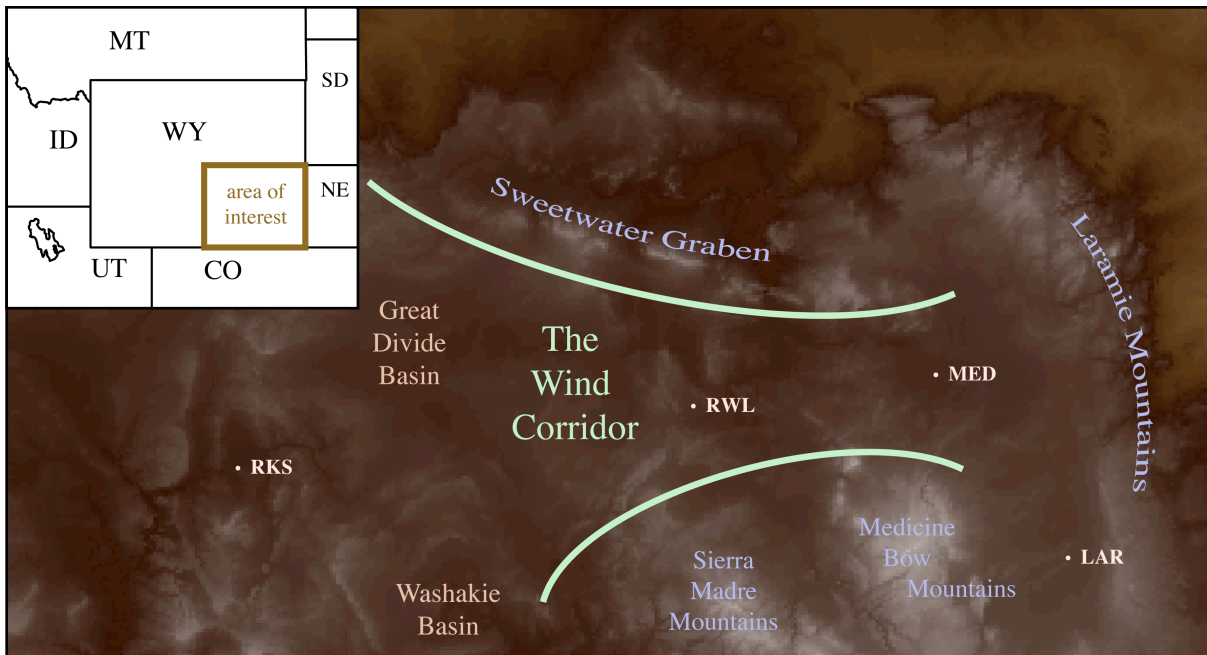 MT
SD
ID
WY
NE
area of
interest
UT
CO
Sweetwater Graben
Laramie Mountains
Great
Divide
Basin
The
Wind
Corridor
MED
RWL
RKS
Medicine
Bow
Mountains
Sierra
Madre
Mountains
LAR
Washakie
Basin